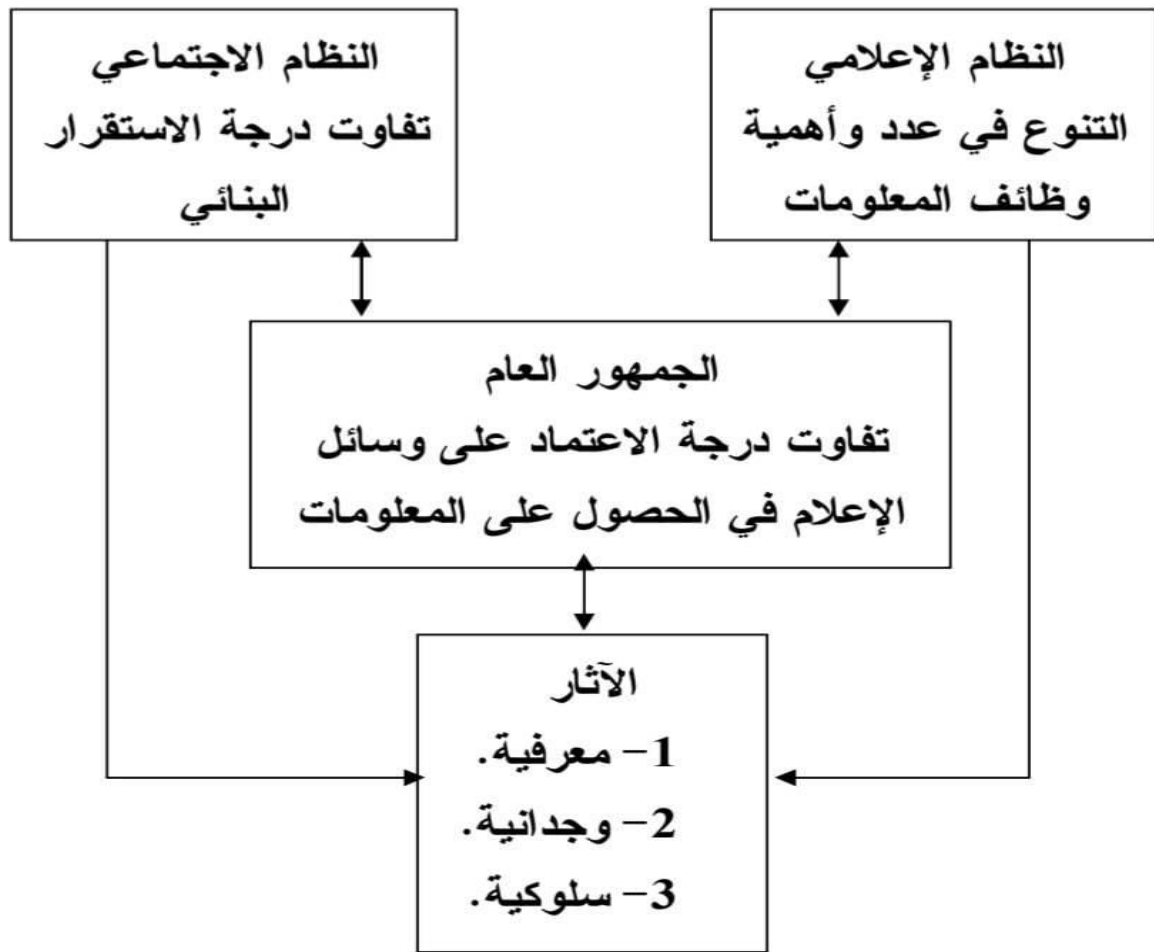 النظام الإعلامي
التنوع في عدد وأهمية
وظائف المعلومات
النظام الاجتماعي
تفاوت درجة الاستقرار
البنائي
الجمهور العام
تفاوت درجة الاعتماد على وسائل
الإعلام في الحصول على المعلومات
الآثار
1- معرفية.
2- وجدانية.
3- سلوكية.